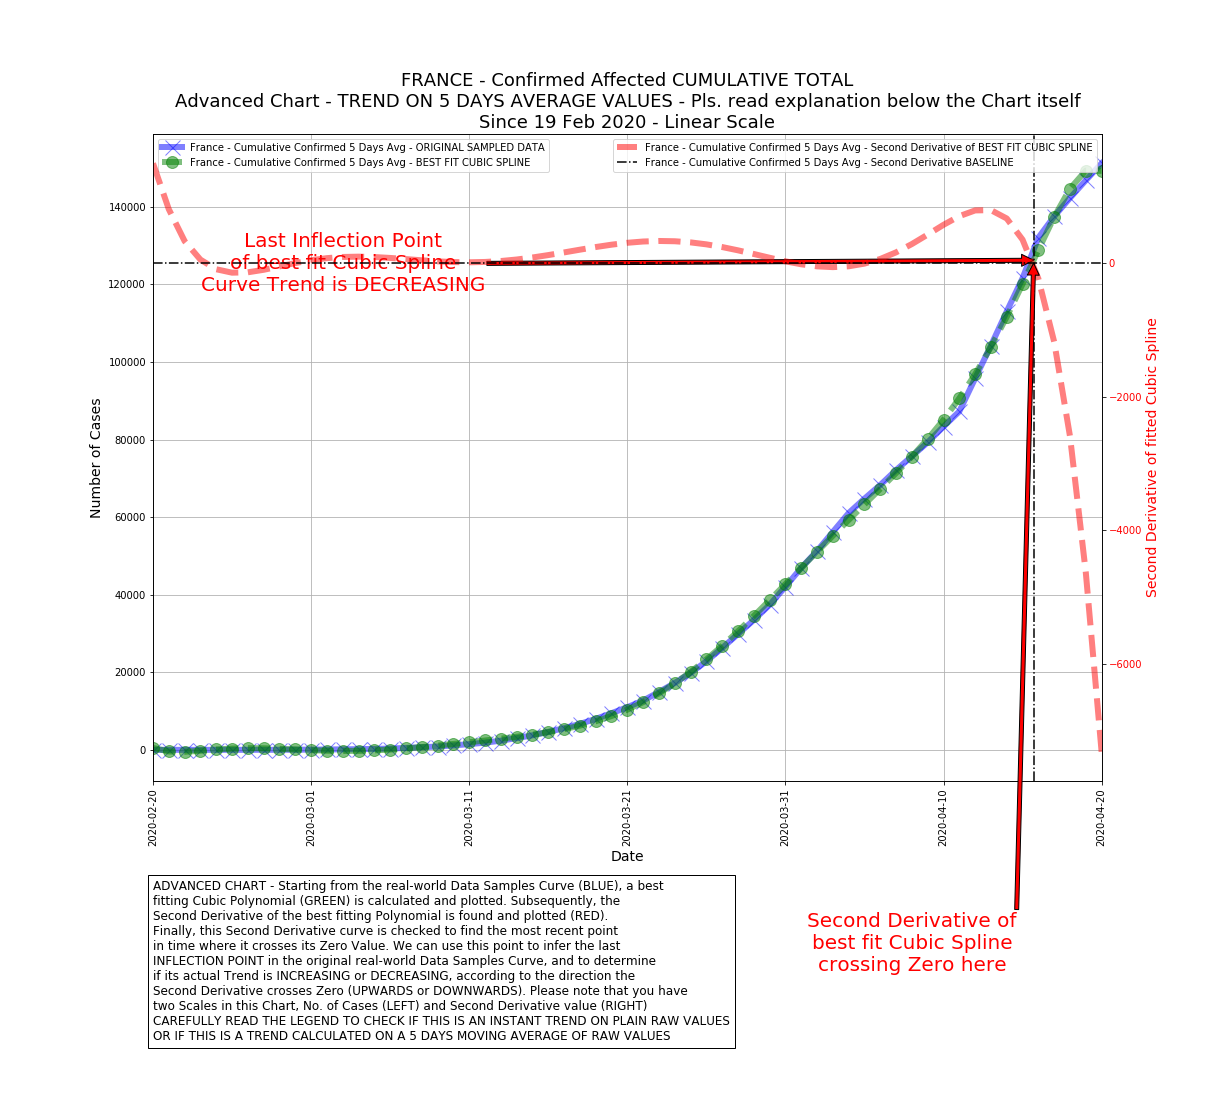 FRANCE - Confirmed Affected CUMULATIVE TOTAL
Advanced Chart - TREND ON 5 DAYS AVERAGE VALUES - Pls. read explanation below the Chart itself
Since 19 Feb 2020 - Linear Scale
France - Cumulative Confirmed 5 Days Avg - ORIGINAL SAMPLED DATA
France - Cumulative Confirmed 5 Days Avg - BEST FIT CUBIC SPLINE
France - Cumulative Confirmed 5 Days Avg - Second Derivative of BEST FIT CUBIC SPLINE
France - Cumulative Confirmed 5 Days Avg - Second Derivative BASELINE
Last Inflection Point
of best fit Cubic Spline
Curve Trend is DECREASING
Number of Cases
140000
120000
100000
80000
60000
40000
20000
0
0
−2000
−4000
−6000
Second Derivative of fitted Cubic Spline
2020-02-20
2020-03-01
2020-03-11
2020-03-21
2020-03-31
2020-04-10
2020-04-20
Date
Second Derivative of
best fit Cubic Spline
crossing Zero here
ADVANCED CHART - Starting from the real-world Data Samples Curve (BLUE), a best
fitting Cubic Polynomial (GREEN) is calculated and plotted. Subsequently, the
Second Derivative of the best fitting Polynomial is found and plotted (RED).
Finally, this Second Derivative curve is checked to find the most recent point
in time where it crosses its Zero Value. We can use this point to infer the last
INFLECTION POINT in the original real-world Data Samples Curve, and to determine
if its actual Trend is INCREASING or DECREASING, according to the direction the
Second Derivative crosses Zero (UPWARDS or DOWNWARDS). Please note that you have
two Scales in this Chart, No. of Cases (LEFT) and Second Derivative value (RIGHT)
CAREFULLY READ THE LEGEND TO CHECK IF THIS IS AN INSTANT TREND ON PLAIN RAW VALUES
OR IF THIS IS A TREND CALCULATED ON A 5 DAYS MOVING AVERAGE OF RAW VALUES